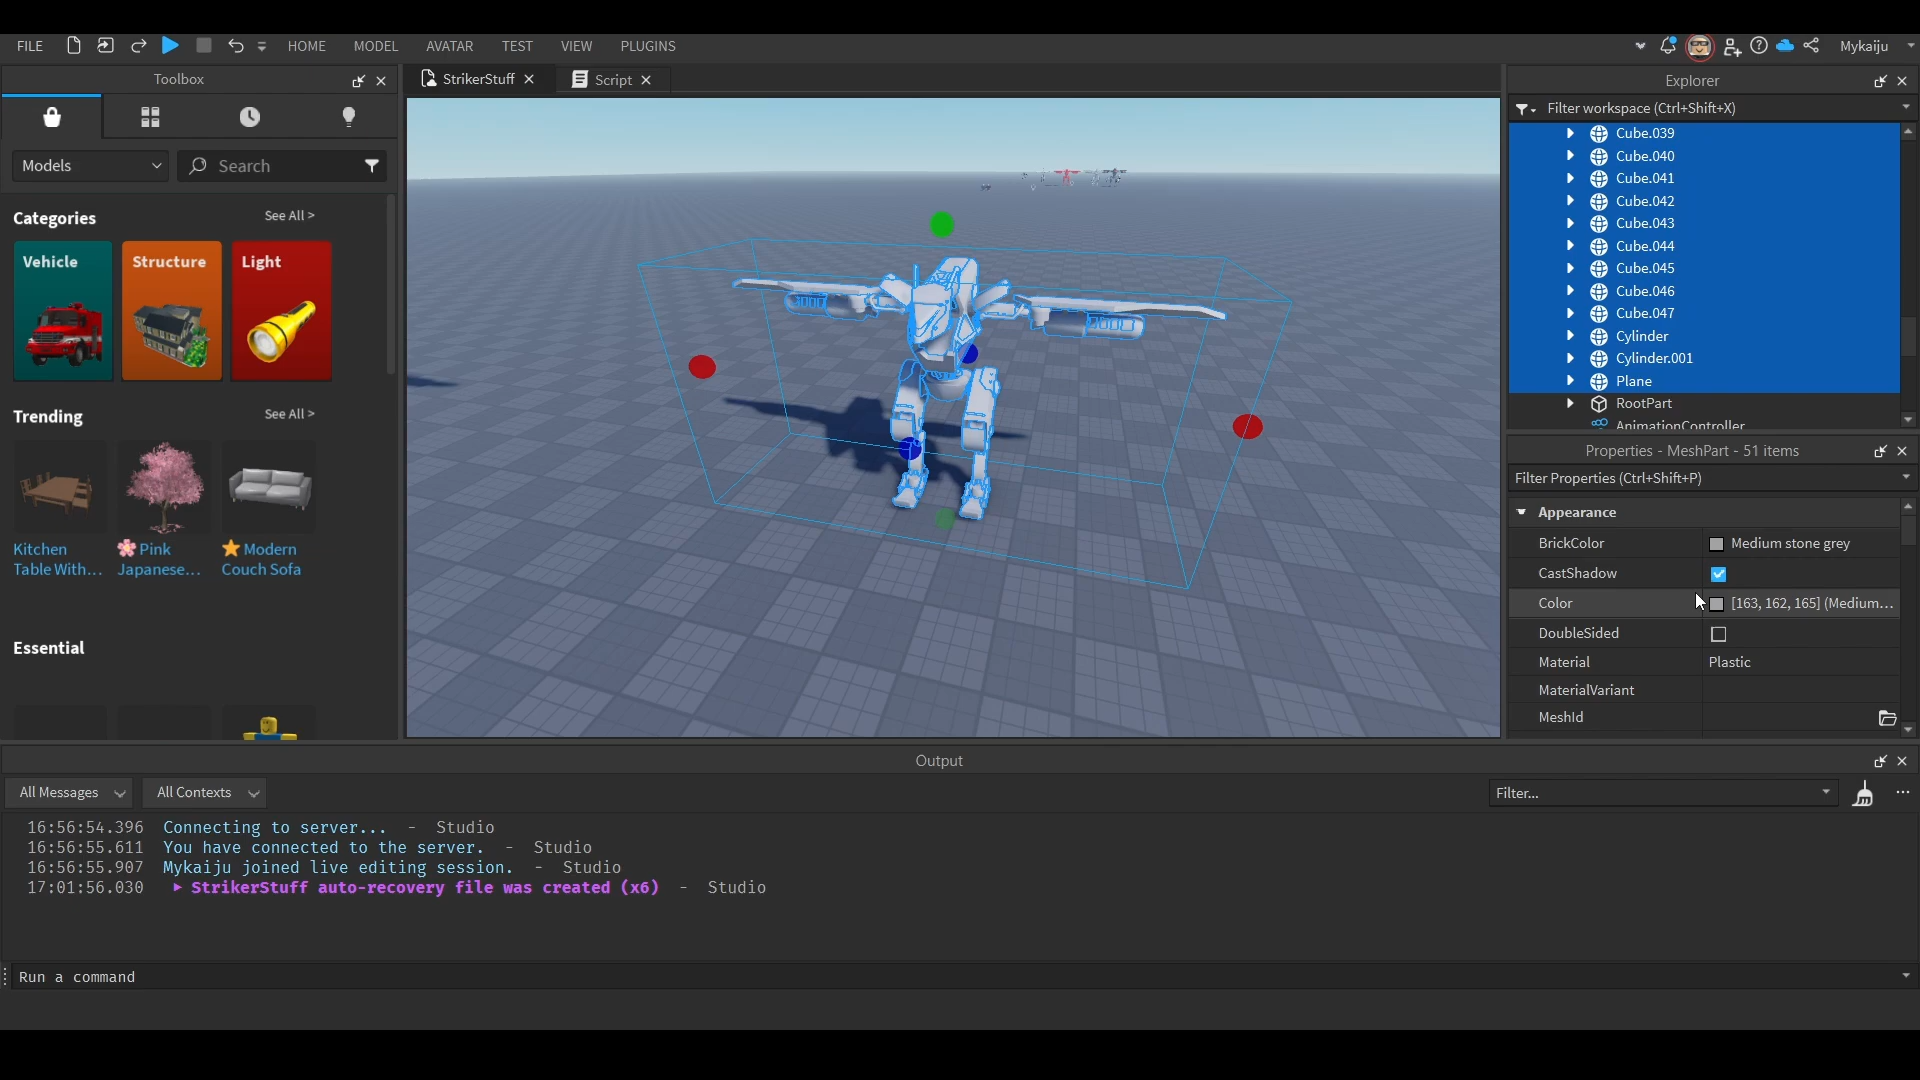 FILE
HOME
MODEL
AVATAR
TEST
VIEW
PLUGINS
Mykaiju
Toolbox
StrikerStuff
Script
Explorer
Filter workspace (Ctrl+Shift+X)
Models
Search
Categories
See All >
Vehicle
Structure
Light
Trending
See All >
Kitchen
Table With...
🌸Pink
Japanese...
⭐Modern
Couch Sofa
Essential
Cube.039
Cube.040
Cube.041
Cube.042
Cube.043
Cube.044
Cube.045
Cube.046
Cube.047
Cylinder
Cylinder.001
Plane
RootPart
AnimationController
Properties - MeshPart - 51 items
Filter Properties (Ctrl+Shift+P)
Appearance
BrickColor
Medium stone grey
CastShadow
Color
[163, 162, 165] (Medium...
DoubleSided
Material
Plastic
MaterialVariant
MeshId
Output
All Messages
All Contexts
Filter...
16:56:54.396 Connecting to server... - Studio
16:56:55.611 You have connected to the server. - Studio
16:56:55.907 Mykaiju joined live editing session. - Studio
17:01:56.030 ▶ StrikerStuff auto-recovery file was created (x6) - Studio
Run a command